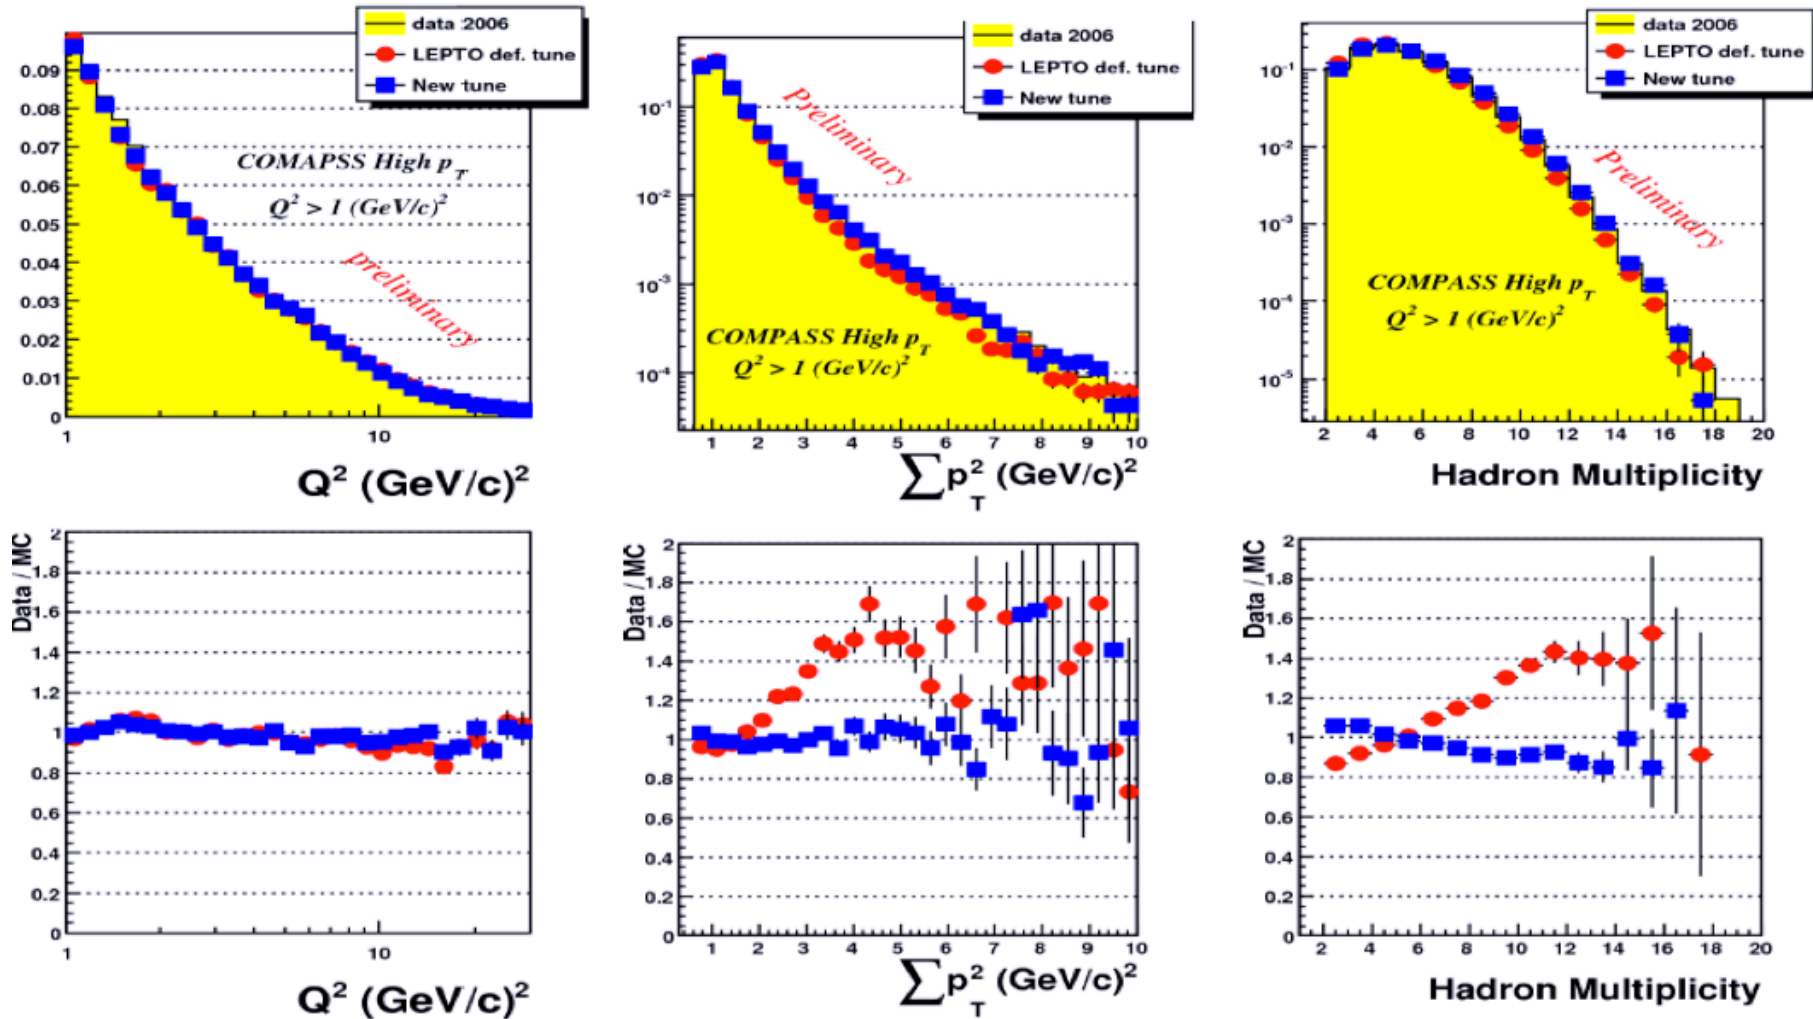 data 2006
LEPTO def. tune
New tune
0.09
0.08
0.07
0.06
0.05
0.04
0.03
0.02
0.01
0
COMAPSS High p_T
Q² > 1 (GeV/c)²
preliminary
1
10
Q² (GeV/c)²
data 2006
LEPTO def. tune
New tune
10⁻¹
10⁻²
10⁻³
10⁻⁴
Preliminary
COMPASS High p_T
Q² > 1 (GeV/c)²
1 2 3 4 5 6 7 8 9 10
∑ p_T² (GeV/c)²
data 2006
LEPTO def. tune
New tune
10⁻¹
10⁻²
10⁻³
10⁻⁴
10⁻⁵
Preliminary
COMPASS High p_T
Q² > 1 (GeV/c)²
2 4 6 8 10 12 14 16 18 20
Hadron Multiplicity
Data / MC
2
1.8
1.6
1.4
1.2
1
0.8
0.6
0.4
0.2
0
1
10
Q² (GeV/c)²
Data / MC
2
1.8
1.6
1.4
1.2
1
0.8
0.6
0.4
0.2
0
1 2 3 4 5 6 7 8 9 10
∑ p_T² (GeV/c)²
Data / MC
2
1.8
1.6
1.4
1.2
1
0.8
0.6
0.4
0.2
0
2 4 6 8 10 12 14 16 18 20
Hadron Multiplicity